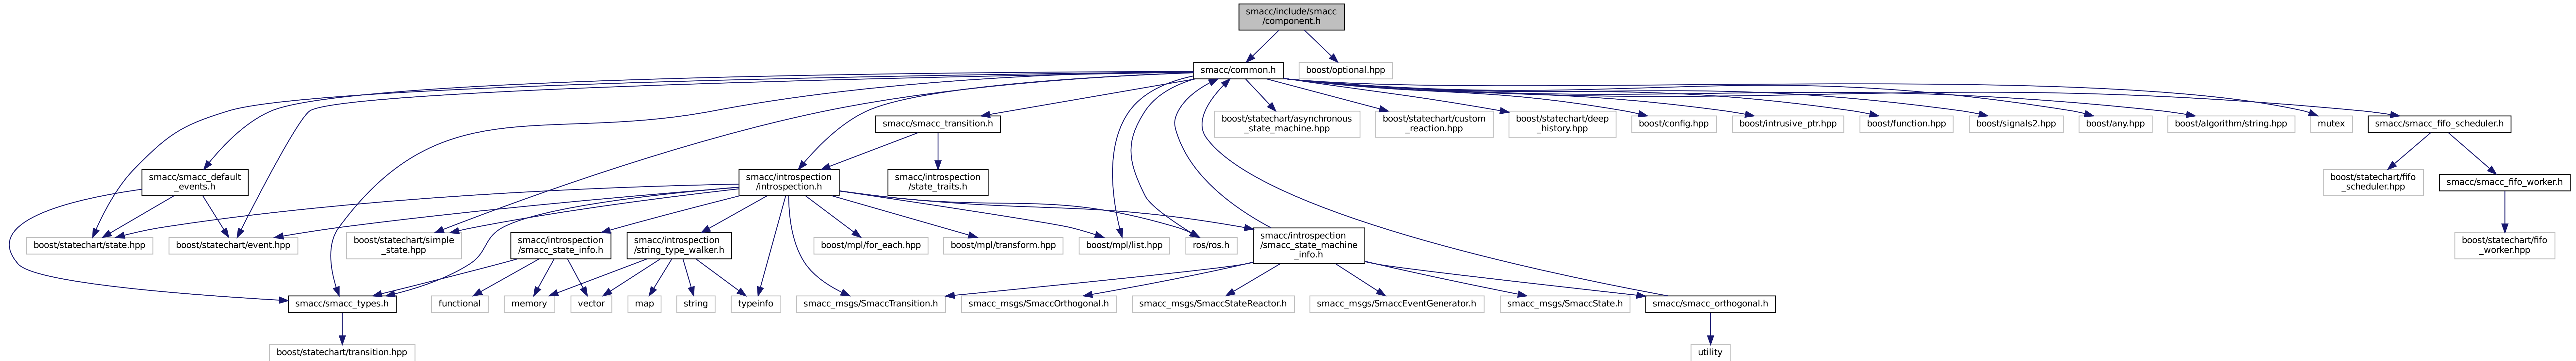 smacc/include/smacc
/component.h
smacc/common.h
boost/optional.hpp
smacc/smacc_transition.h
boost/statechart/asynchronous
_state_machine.hpp
boost/statechart/custom
_reaction.hpp
boost/statechart/deep
_history.hpp
boost/config.hpp
boost/intrusive_ptr.hpp
boost/function.hpp
boost/signals2.hpp
boost/any.hpp
boost/algorithm/string.hpp
mutex
smacc/smacc_fifo_scheduler.h
smacc/smacc_default
_events.h
smacc/introspection
/introspection.h
smacc/introspection
/state_traits.h
boost/statechart/fifo
_scheduler.hpp
smacc/smacc_fifo_worker.h
boost/statechart/state.hpp
boost/statechart/event.hpp
boost/statechart/simple
_state.hpp
smacc/introspection
/smacc_state_info.h
smacc/introspection
/string_type_walker.h
boost/mpl/for_each.hpp
boost/mpl/transform.hpp
boost/mpl/list.hpp
ros/ros.h
smacc/introspection
/smacc_state_machine
_info.h
boost/statechart/fifo
_worker.hpp
smacc/smacc_types.h
functional
memory
vector
map
string
typeinfo
smacc_msgs/SmaccTransition.h
smacc_msgs/SmaccOrthogonal.h
smacc_msgs/SmaccStateReactor.h
smacc_msgs/SmaccEventGenerator.h
smacc_msgs/SmaccState.h
smacc/smacc_orthogonal.h
boost/statechart/transition.hpp
utility